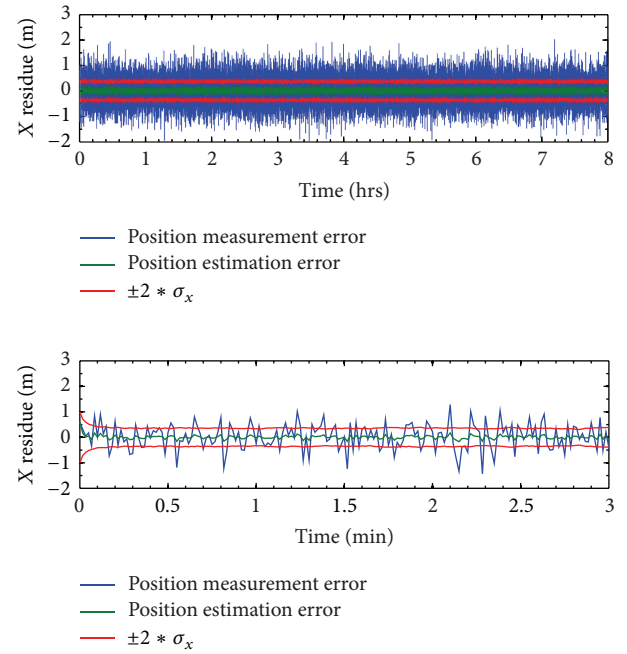 X residue (m)
3
2
1
0
−1
−2
0 1 2 3 4 5 6 7 8
Time (hrs)
Position measurement error
Position estimation error
±2 ∗ σx
X residue (m)
3
2
1
0
−1
−2
0 0.5 1 1.5 2 2.5 3
Time (min)
Position measurement error
Position estimation error
±2 ∗ σx